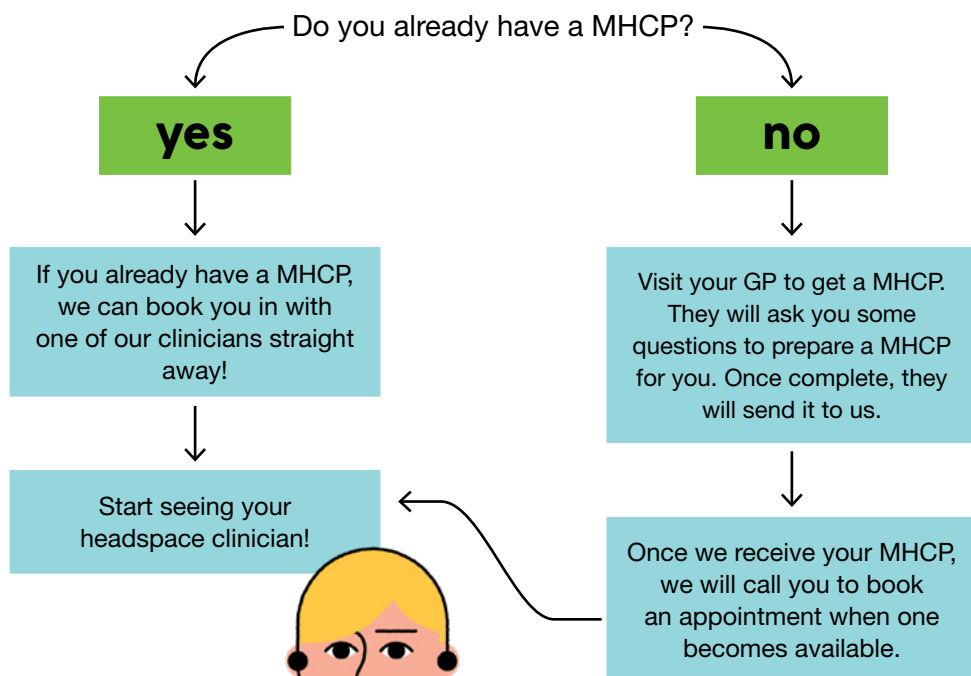 Do you already have a MHCP?
yes
If you already have a MHCP,
we can book you in with
one of our clinicians straight
away!
Start seeing your
headspace clinician!
no
Visit your GP to get a MHCP.
They will ask you some
questions to prepare a MHCP
for you. Once complete, they
will send it to us.
Once we receive your MHCP,
we will call you to book
an appointment when one
becomes available.